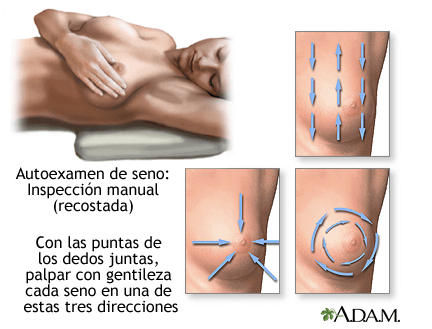 Autoexamen de seno:
Inspección manual
(recostada)
Con las puntas de
los dedos juntas,
palpar con gentileza
cada seno en una de
estas tres direcciones
A.D.A.M.